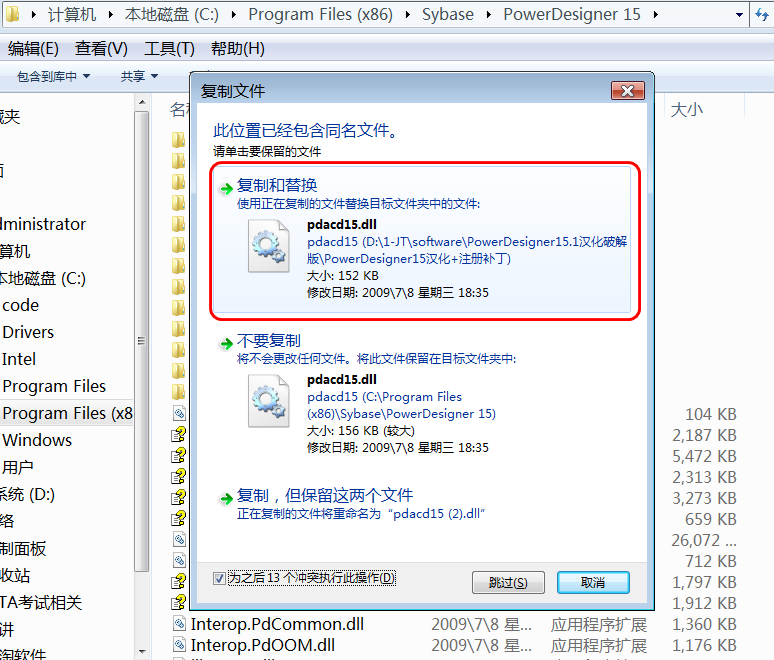 计算机 本地磁盘 (C:) Program Files (x86) Sybase PowerDesigner 15
编辑(E) 查看(V) 工具(T) 帮助(H)
包含到库中 共享
复制文件
大小
此位置已经包含同名文件。
请单击要保留的文件
复制和替换
使用正在复制的文件替换目标文件夹中的文件:
pdacd15.dll
pdacd15 (D:\1-JT\software\PowerDesigner15.1汉化破解
版\PowerDesigner15汉化+注册补丁)
大小: 152 KB
修改日期: 2009\7\8 星期三 18:35
不要复制
将不会更改任何文件。将此文件保留在目标文件夹中:
pdacd15.dll
pdacd15 (C:\Program Files
(x86)\Sybase\PowerDesigner 15)
大小: 156 KB (较大)
修改日期: 2009\7\8 星期三 18:35
复制，但保留这两个文件
正在复制的文件将重命名为“pdacd15 (2).dll”
为之后 13 个冲突执行此操作(D)
跳过(S) 取消
dministrator
算机
本地磁盘 (C:)
code
Drivers
Intel
Program Files
Program Files (x8
Windows
用户
系统 (D:)
络
制面板
收站
TA考试相关
讲
淘软件
104 KB
2,187 KB
5,472 KB
2,313 KB
3,273 KB
659 KB
26,072 ...
712 KB
1,797 KB
1,912 KB
Interop.PdCommon.dll 2009\7\8 星... 应用程序扩展 1,360 KB
Interop.PdOOM.dll 2009\7\8 星... 应用程序扩展 1,176 KB